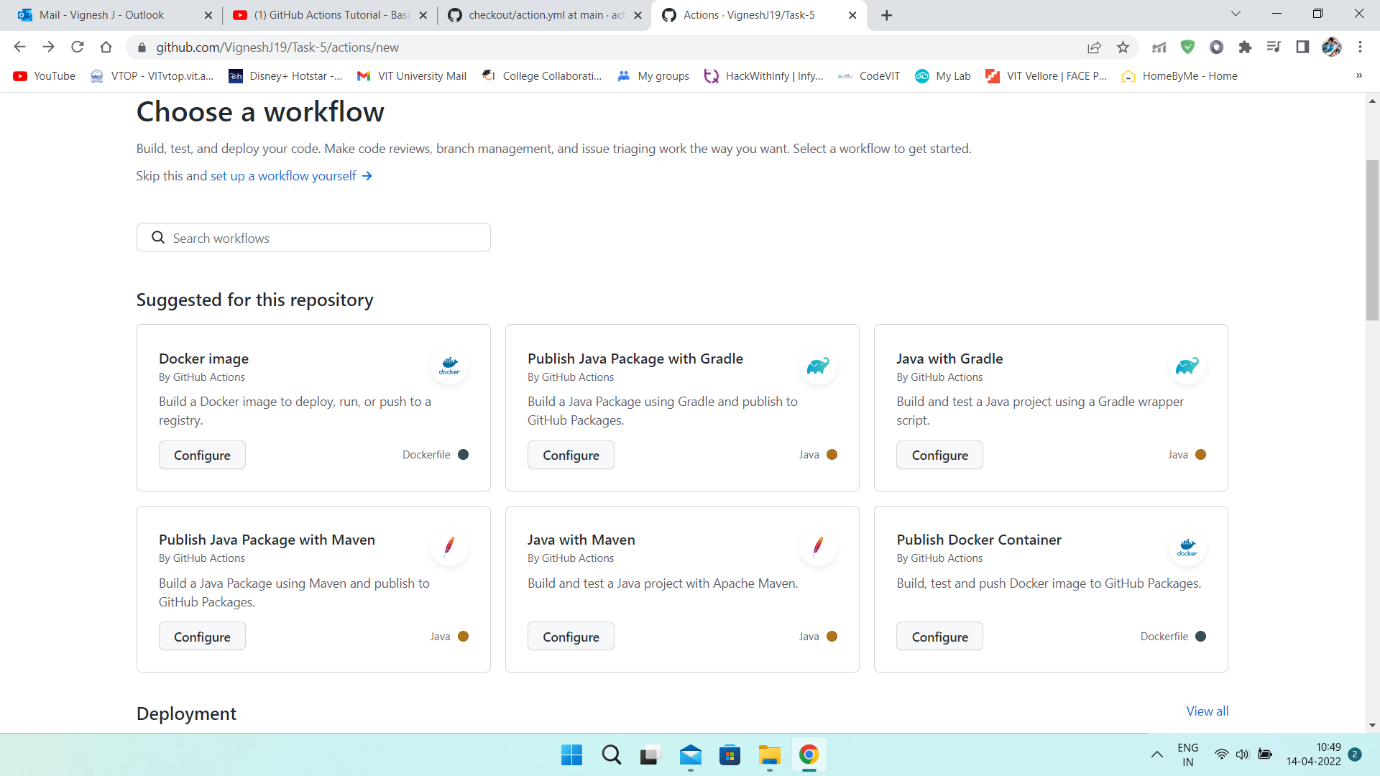 Mail - Vignesh J - Outlook
(1) GitHub Actions Tutorial - Basi
checkout/action.yml at main · act
Actions · VigneshJ19/Task-5
github.com/VigneshJ19/Task-5/actions/new
YouTube
VTOP - VITvtop.vit.a...
Disney+ Hotstar -...
VIT University Mail
College Collaborati...
My groups
HackWithInfy | Infy...
CodeVIT
My Lab
VIT Vellore | FACE P...
HomeByMe - Home
»
Choose a workflow
Build, test, and deploy your code. Make code reviews, branch management, and issue triaging work the way you want. Select a workflow to get started.
Skip this and set up a workflow yourself →
Search workflows
Suggested for this repository
Docker image
By GitHub Actions
docker
Build a Docker image to deploy, run, or push to a
registry.
Configure
Dockerfile
Publish Java Package with Gradle
By GitHub Actions
Build a Java Package using Gradle and publish to
GitHub Packages.
Configure
Java
Java with Gradle
By GitHub Actions
Build and test a Java project using a Gradle wrapper
script.
Configure
Java
Publish Java Package with Maven
By GitHub Actions
Build a Java Package using Maven and publish to
GitHub Packages.
Configure
Java
Java with Maven
By GitHub Actions
Build and test a Java project with Apache Maven.
Configure
Java
Publish Docker Container
By GitHub Actions
docker
Build, test and push Docker image to GitHub Packages.
Configure
Dockerfile
Deployment
View all
ENG
IN
10:49
14-04-2022
2